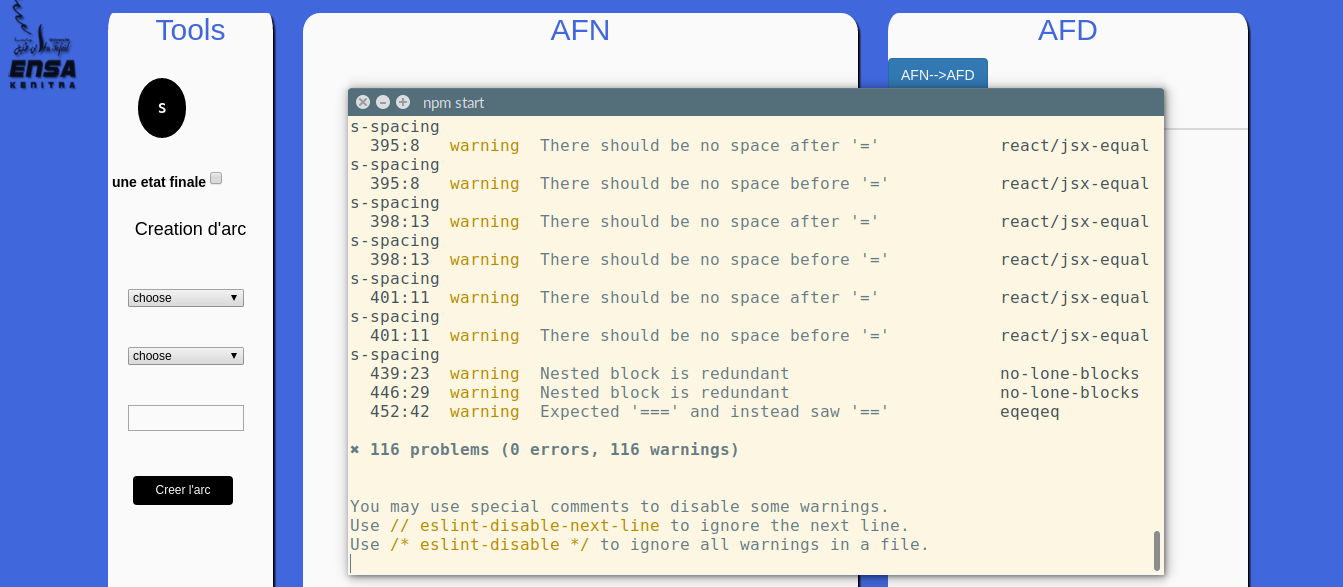 Tools
AFN
AFD
ENSA
KENITRA
AFN-->AFD
S
une etat finale
Creation d'arc
choose
choose
Creer l'arc
npm start
s-spacing
395:8 warning There should be no space after '=' react/jsx-equal
s-spacing
395:8 warning There should be no space before '=' react/jsx-equal
s-spacing
398:13 warning There should be no space after '=' react/jsx-equal
s-spacing
398:13 warning There should be no space before '=' react/jsx-equal
s-spacing
401:11 warning There should be no space after '=' react/jsx-equal
s-spacing
401:11 warning There should be no space before '=' react/jsx-equal
s-spacing
439:23 warning Nested block is redundant no-lone-blocks
446:29 warning Nested block is redundant no-lone-blocks
452:42 warning Expected '===' and instead saw '==' eqeqeq
✖ 116 problems (0 errors, 116 warnings)
You may use special comments to disable some warnings.
Use // eslint-disable-next-line to ignore the next line.
Use /* eslint-disable */ to ignore all warnings in a file.